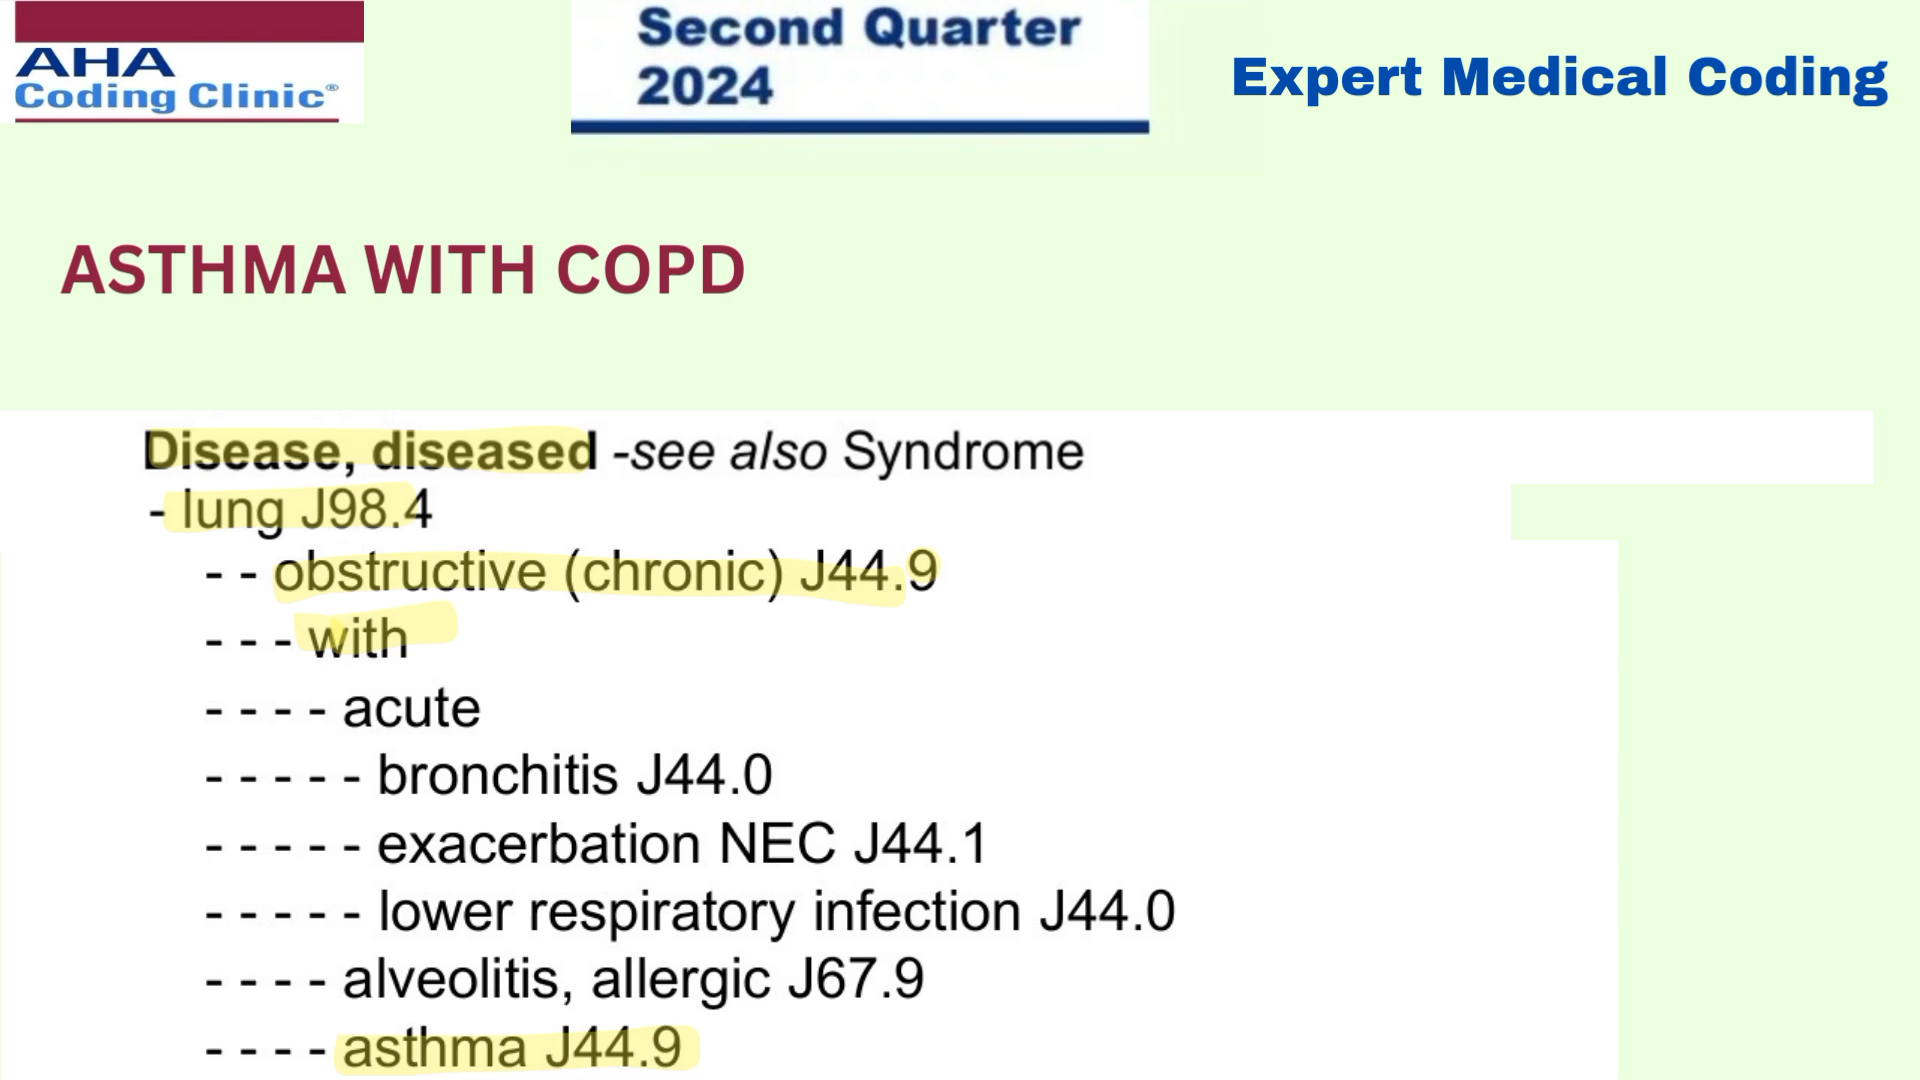 AHA
Coding Clinic®
Second Quarter
2024
Expert Medical Coding
ASTHMA WITH COPD
Disease, diseased -see also Syndrome
- lung J98.4
- - obstructive (chronic) J44.9
- - - with
- - - - acute
- - - - - bronchitis J44.0
- - - - - exacerbation NEC J44.1
- - - - - lower respiratory infection J44.0
- - - - alveolitis, allergic J67.9
- - - - asthma J44.9